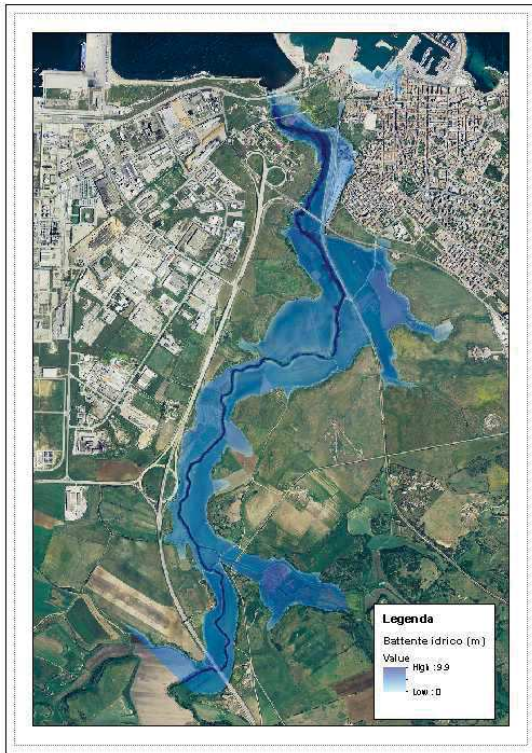 Legenda
Battente idrico (m)
Value
High : 9.9
Low : 0